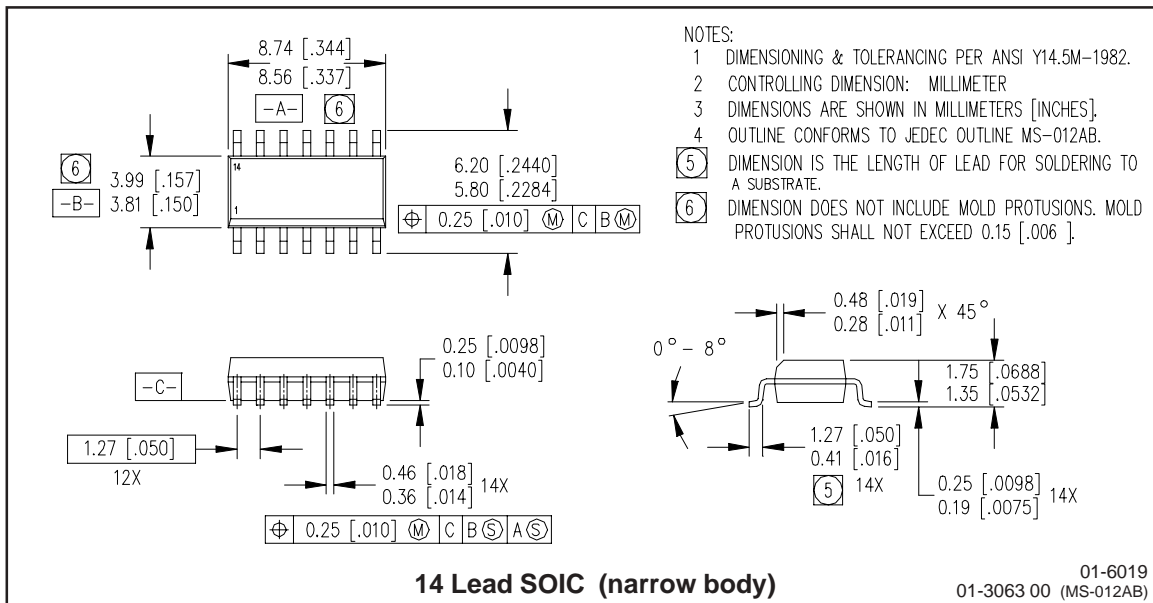 8.74 [.344]
8.56 [.337]
-A- 6
6
3.99 [.157]
3.81 [.150]
-B-
14
1
6.20 [.2440]
5.80 [.2284]
⌖ 0.25 [.010] Ⓜ C B Ⓜ
NOTES:
1 DIMENSIONING & TOLERANCING PER ANSI Y14.5M-1982.
2 CONTROLLING DIMENSION: MILLIMETER
3 DIMENSIONS ARE SHOWN IN MILLIMETERS [INCHES].
4 OUTLINE CONFORMS TO JEDEC OUTLINE MS-012AB.
5 DIMENSION IS THE LENGTH OF LEAD FOR SOLDERING TO
A SUBSTRATE.
6 DIMENSION DOES NOT INCLUDE MOLD PROTUSIONS. MOLD
PROTUSIONS SHALL NOT EXCEED 0.15 [.006 ].
-C-
0.25 [.0098]
0.10 [.0040]
1.27 [.050]
12X
0.46 [.018]
0.36 [.014] 14X
⌖ 0.25 [.010] Ⓜ C B Ⓢ A Ⓢ
0.48 [.019]
0.28 [.011] X 45°
0°-8°
1.75 [.0688]
1.35 [.0532]
1.27 [.050]
0.41 [.016]
5 14X
0.25 [.0098]
0.19 [.0075] 14X
14 Lead SOIC (narrow body)
01-6019
01-3063 00 (MS-012AB)